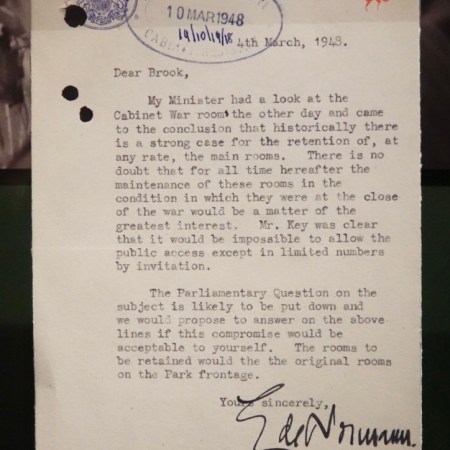 10 MAR 1948
19/10/19/18
4th March, 1948.
Dear Brook,
My Minister had a look at the
Cabinet War room the other day and came
to the conclusion that historically there
is a strong case for the retention of, at
any rate, the main rooms. There is no
doubt that for all time hereafter the
maintenance of these rooms in the
condition in which they were at the close
of the war would be a matter of the
greatest interest. Mr. Key was clear
that it would be impossible to allow the
public access except in limited numbers
by invitation.
The Parliamentary Question on the
subject is likely to be put down and
we would propose to answer on the above-
lines if this compromise would be
acceptable to yourself. The rooms to
be retained would the the original rooms
on the Park frontage.
Yours sincerely,
E de Normann.